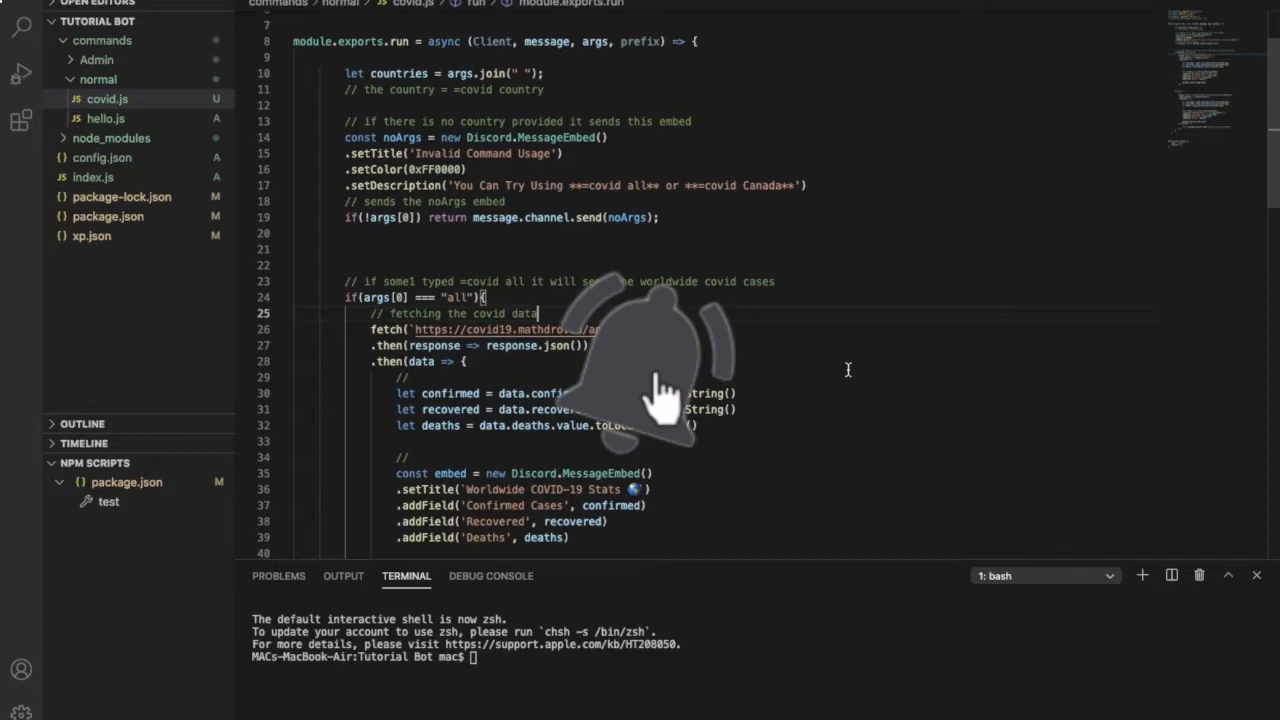 OPEN EDITORS
commands > normal > JS covid.js > run > module.exports.run
TUTORIAL BOT
commands
Admin
normal
JS covid.js U
JS hello.js A
node_modules
{} config.json A
JS index.js A
{} package-lock.json M
{} package.json M
{} xp.json M
OUTLINE
TIMELINE
NPM SCRIPTS
{} package.json M
test
7
8 module.exports.run = async (Client, message, args, prefix) => {
9
10 let countries = args.join(" ");
11 // the country = =covid country
12
13 // if there is no country provided it sends this embed
14 const noArgs = new Discord.MessageEmbed()
15 .setTitle('Invalid Command Usage')
16 .setColor(0xFF0000)
17 .setDescription('You Can Try Using **=covid all** or **=covid Canada**')
18 // sends the noArgs embed
19 if(!args[0]) return message.channel.send(noArgs);
20
21
22
23 // if some1 typed =covid all it will se he worldwide covid cases
24 if(args[0] === "all"){
25 // fetching the covid data
26 fetch(`https://covid19.mathdro
27 .then(response => response.json())
28 .then(data => {
29 //
30 let confirmed = data.confi String()
31 let recovered = data.recove String()
32 let deaths = data.deaths.value.toLoc ()
33
34 //
35 const embed = new Discord.MessageEmbed()
36 .setTitle(`Worldwide COVID-19 Stats 🌎`)
37 .addField('Confirmed Cases', confirmed)
38 .addField('Recovered', recovered)
39 .addField('Deaths', deaths)
40
PROBLEMS OUTPUT TERMINAL DEBUG CONSOLE 1: bash
The default interactive shell is now zsh.
To update your account to use zsh, please run `chsh -s /bin/zsh`.
For more details, please visit https://support.apple.com/kb/HT208050.
MACs-MacBook-Air:Tutorial Bot mac$